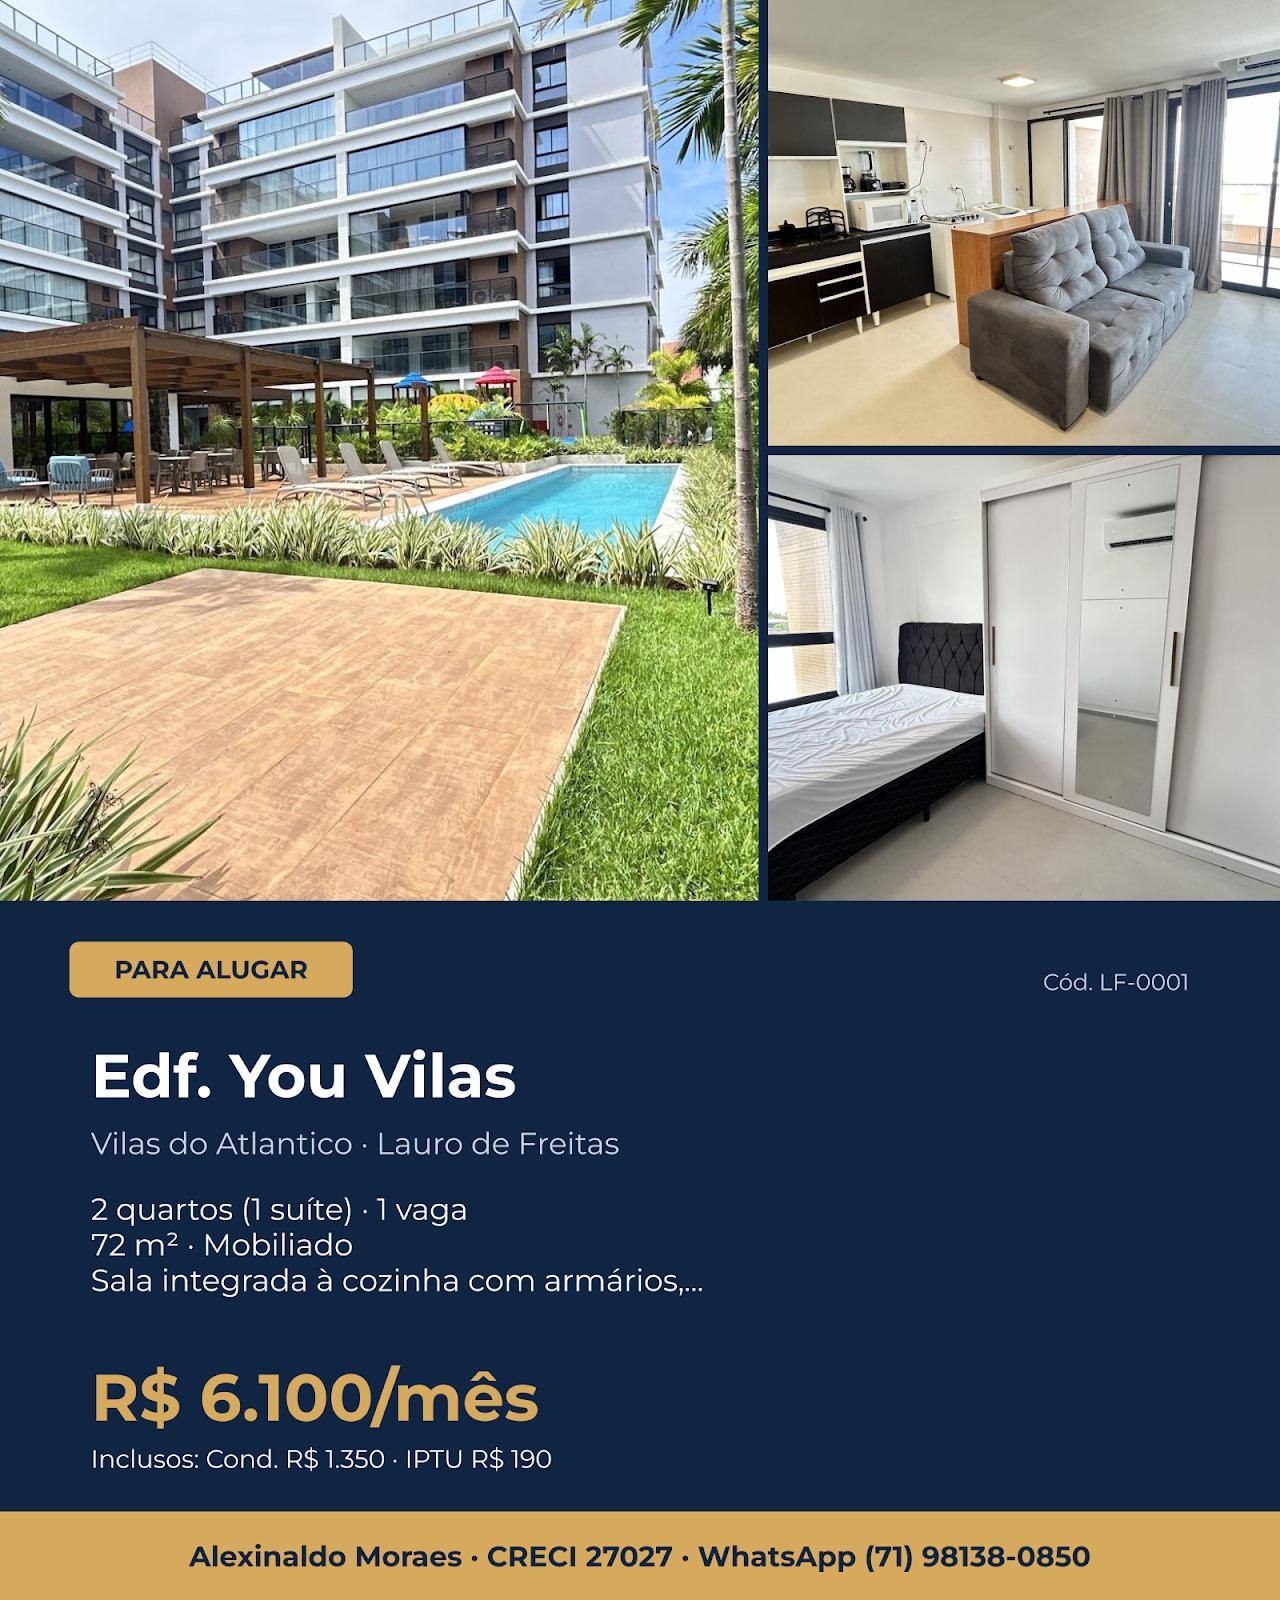 PARA ALUGAR
Cód. LF-0001
Edf. You Vilas
Vilas do Atlantico · Lauro de Freitas
2 quartos (1 suíte) · 1 vaga
72 m² · Mobiliado
Sala integrada à cozinha com armários,...
R$ 6.100/mês
Inclusos: Cond. R$ 1.350 · IPTU R$ 190
Alexinaldo Moraes · CRECI 27027 · WhatsApp (71) 98138-0850